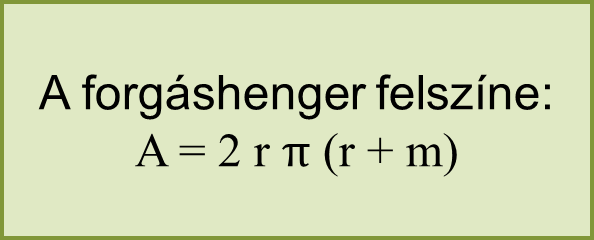 A forgáshenger felszíne:
A = 2 r π (r + m)